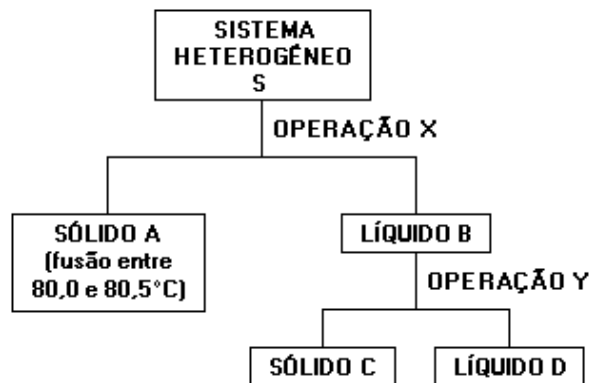 SISTEMA
HETEROGÊNEO
S
OPERAÇÃO X
SÓLIDO A
(fusão entre
80,0 e 80,5°C)
LÍQUIDO B
OPERAÇÃO Y
SÓLIDO C
LÍQUIDO D